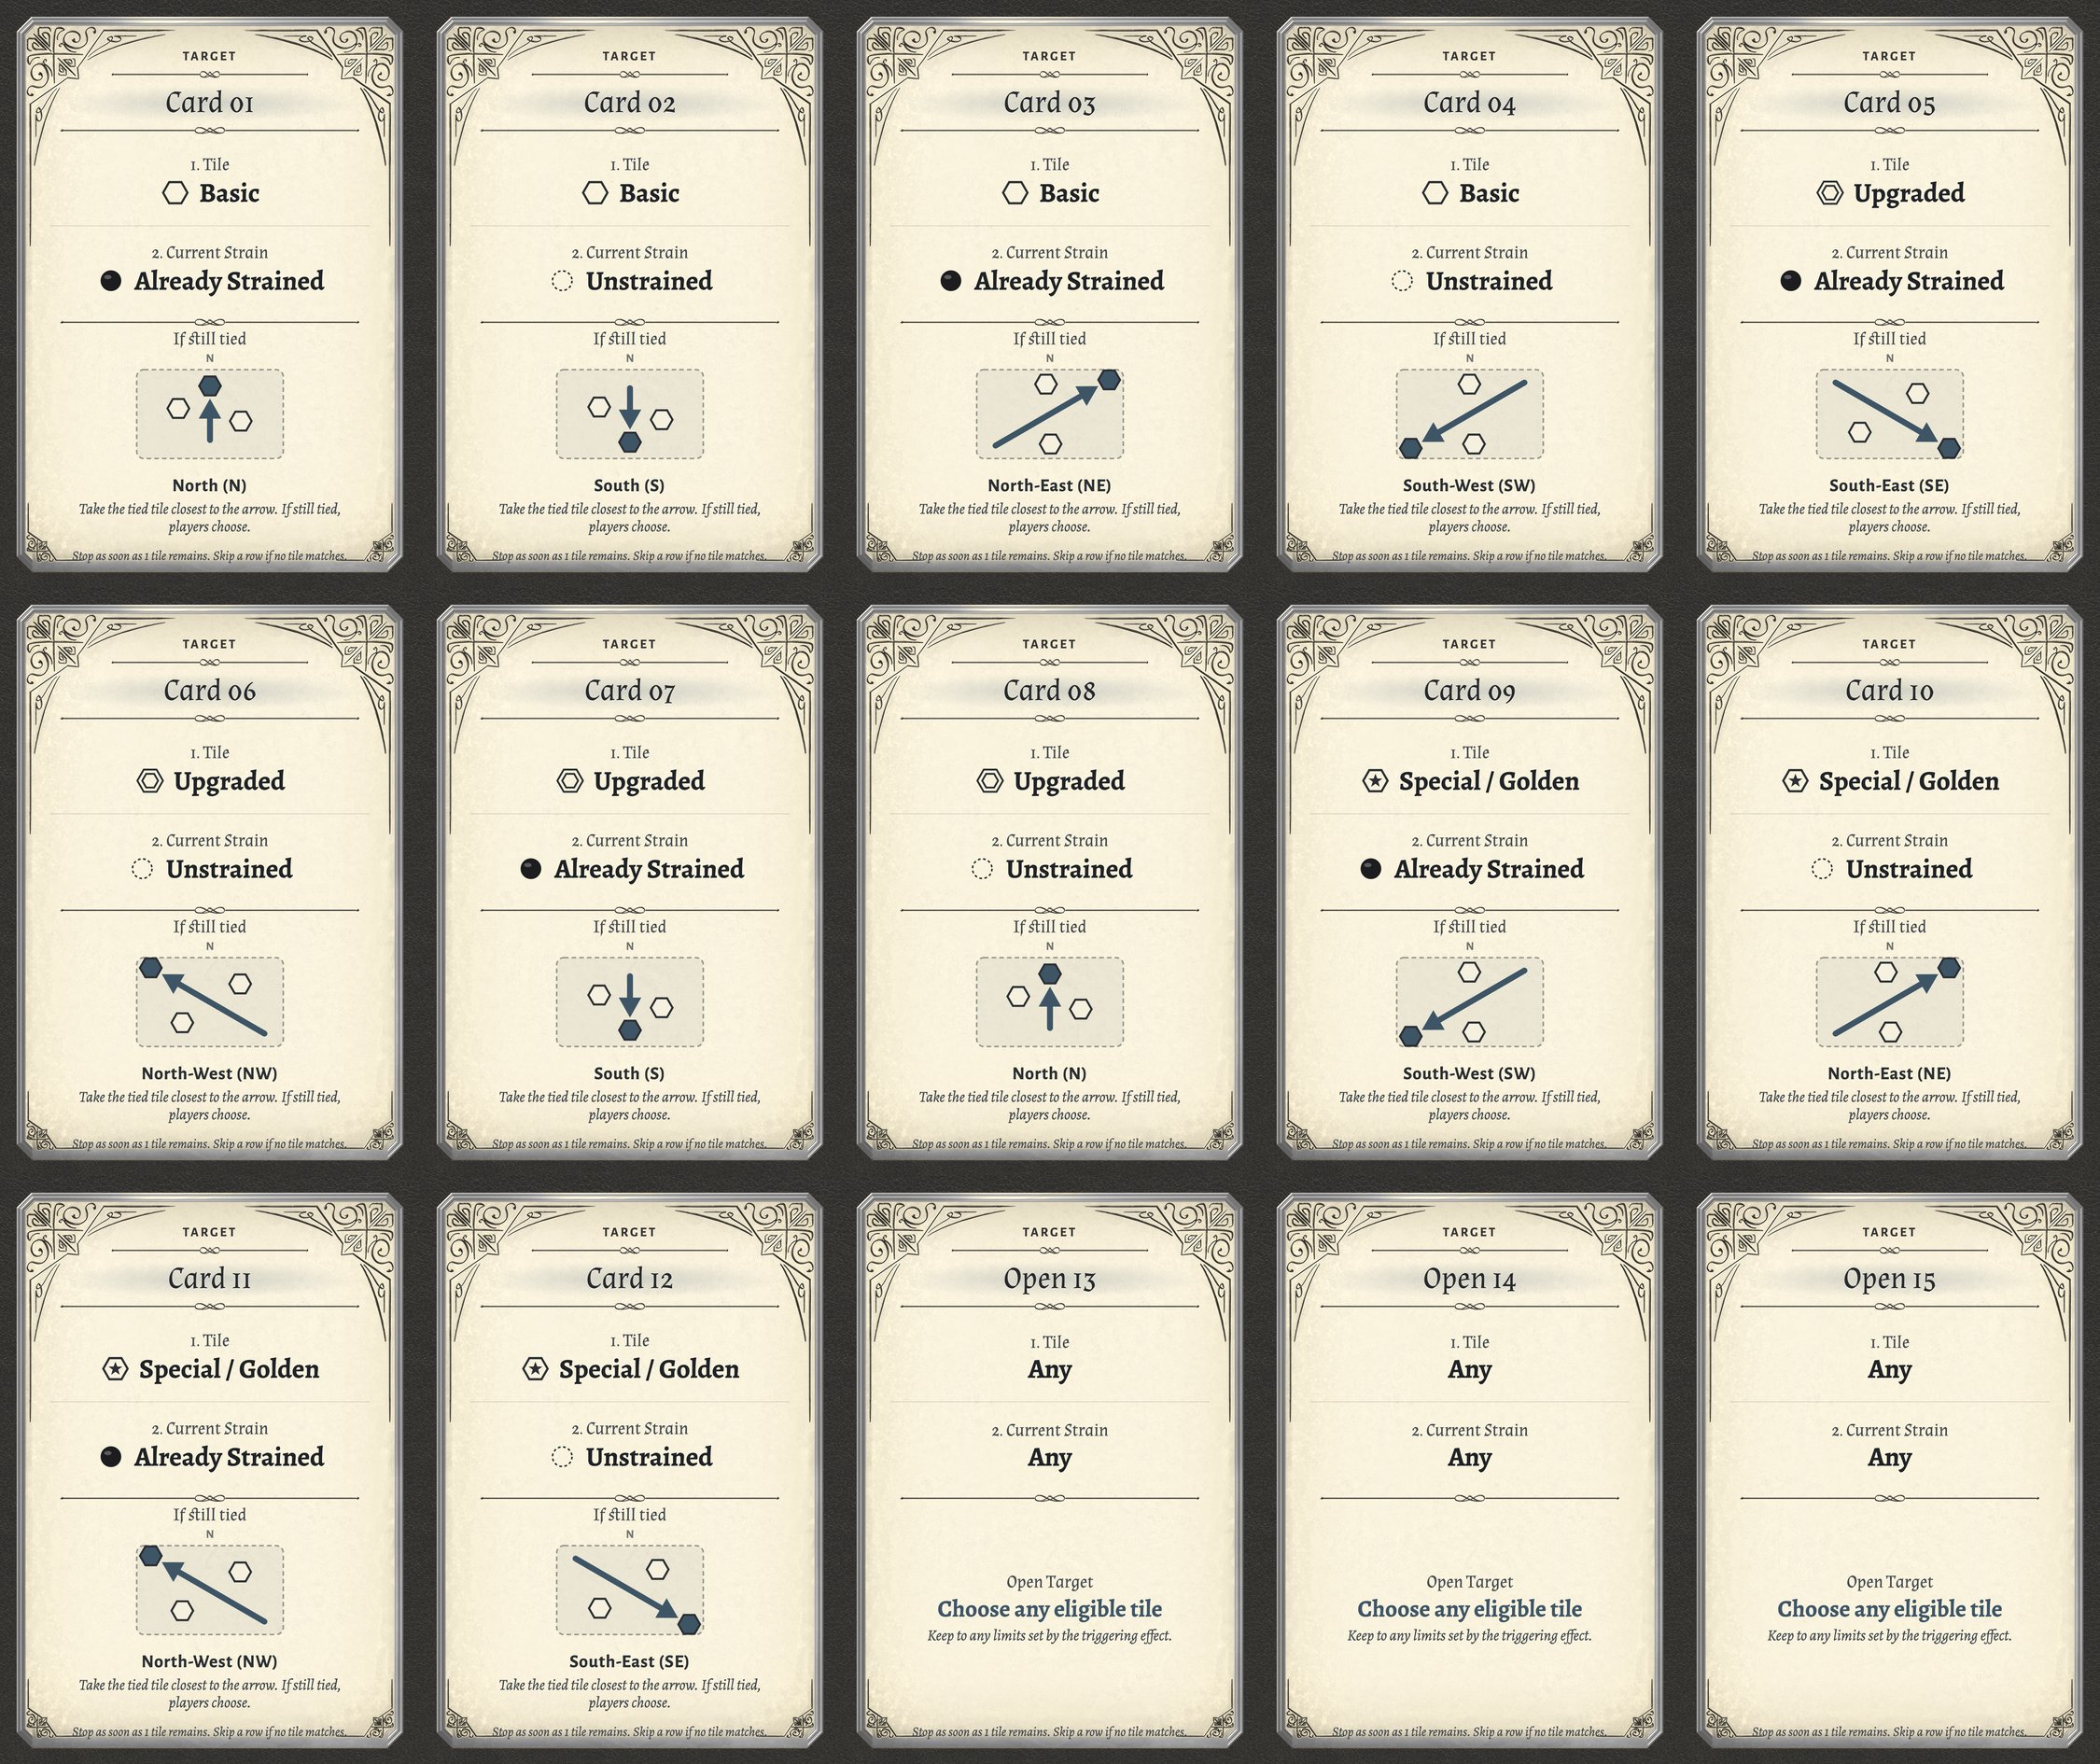 TARGET
Card 01
1. Tile
Basic
2. Current Strain
Already Strained
If still tied
N
North (N)
Take the tied tile closest to the arrow. If still tied,
players choose.
Stop as soon as 1 tile remains. Skip a row if no tile matches.
TARGET
Card 02
1. Tile
Basic
2. Current Strain
Unstrained
If still tied
N
South (S)
Take the tied tile closest to the arrow. If still tied,
players choose.
Stop as soon as 1 tile remains. Skip a row if no tile matches.
TARGET
Card 03
1. Tile
Basic
2. Current Strain
Already Strained
If still tied
N
North-East (NE)
Take the tied tile closest to the arrow. If still tied,
players choose.
Stop as soon as 1 tile remains. Skip a row if no tile matches.
TARGET
Card 04
1. Tile
Basic
2. Current Strain
Unstrained
If still tied
N
South-West (SW)
Take the tied tile closest to the arrow. If still tied,
players choose.
Stop as soon as 1 tile remains. Skip a row if no tile matches.
TARGET
Card 05
1. Tile
Upgraded
2. Current Strain
Already Strained
If still tied
N
South-East (SE)
Take the tied tile closest to the arrow. If still tied,
players choose.
Stop as soon as 1 tile remains. Skip a row if no tile matches.
TARGET
Card 06
1. Tile
Upgraded
2. Current Strain
Unstrained
If still tied
N
North-West (NW)
Take the tied tile closest to the arrow. If still tied,
players choose.
Stop as soon as 1 tile remains. Skip a row if no tile matches.
TARGET
Card 07
1. Tile
Upgraded
2. Current Strain
Already Strained
If still tied
N
South (S)
Take the tied tile closest to the arrow. If still tied,
players choose.
Stop as soon as 1 tile remains. Skip a row if no tile matches.
TARGET
Card 08
1. Tile
Upgraded
2. Current Strain
Unstrained
If still tied
N
North (N)
Take the tied tile closest to the arrow. If still tied,
players choose.
Stop as soon as 1 tile remains. Skip a row if no tile matches.
TARGET
Card 09
1. Tile
Special / Golden
2. Current Strain
Already Strained
If still tied
N
South-West (SW)
Take the tied tile closest to the arrow. If still tied,
players choose.
Stop as soon as 1 tile remains. Skip a row if no tile matches.
TARGET
Card 10
1. Tile
Special / Golden
2. Current Strain
Unstrained
If still tied
N
North-East (NE)
Take the tied tile closest to the arrow. If still tied,
players choose.
Stop as soon as 1 tile remains. Skip a row if no tile matches.
TARGET
Card 11
1. Tile
Special / Golden
2. Current Strain
Already Strained
If still tied
N
North-West (NW)
Take the tied tile closest to the arrow. If still tied,
players choose.
Stop as soon as 1 tile remains. Skip a row if no tile matches.
TARGET
Card 12
1. Tile
Special / Golden
2. Current Strain
Unstrained
If still tied
N
South-East (SE)
Take the tied tile closest to the arrow. If still tied,
players choose.
Stop as soon as 1 tile remains. Skip a row if no tile matches.
TARGET
Open 13
1. Tile
Any
2. Current Strain
Any
Open Target
Choose any eligible tile
Keep to any limits set by the triggering effect.
Stop as soon as 1 tile remains. Skip a row if no tile matches.
TARGET
Open 14
1. Tile
Any
2. Current Strain
Any
Open Target
Choose any eligible tile
Keep to any limits set by the triggering effect.
Stop as soon as 1 tile remains. Skip a row if no tile matches.
TARGET
Open 15
1. Tile
Any
2. Current Strain
Any
Open Target
Choose any eligible tile
Keep to any limits set by the triggering effect.
Stop as soon as 1 tile remains. Skip a row if no tile matches.